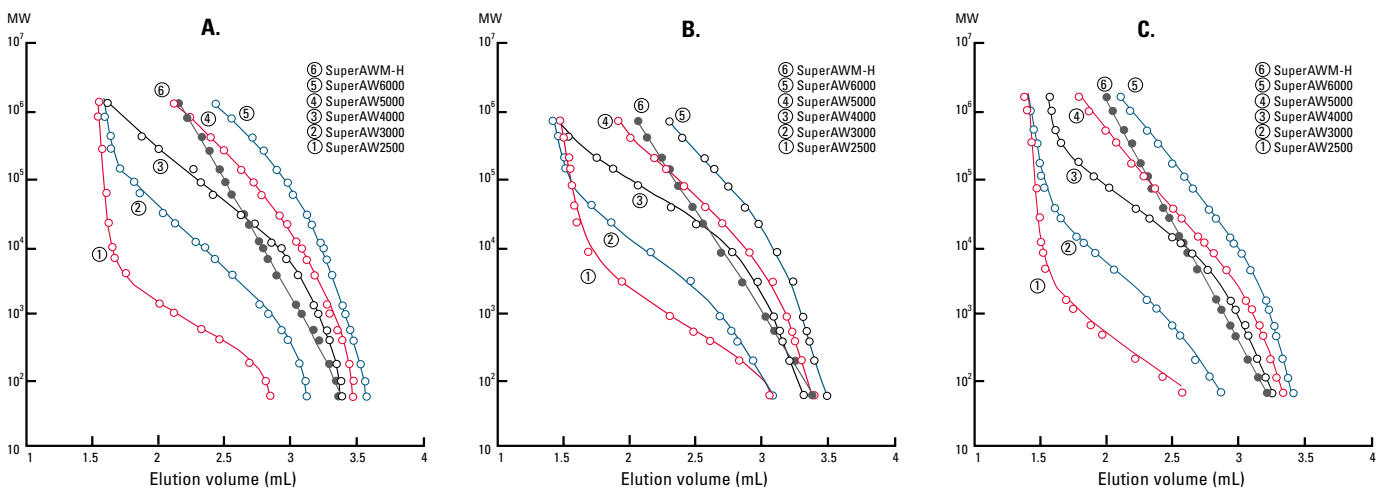 A.
MW
10⁷
10⁶
10⁵
10⁴
10³
10²
10
1 1.5 2 2.5 3 3.5 4
Elution volume (mL)
⑥ SuperAWM-H
⑤ SuperAW6000
④ SuperAW5000
③ SuperAW4000
② SuperAW3000
① SuperAW2500
⑥
⑤
④
③
②
①
B.
MW
10⁷
10⁶
10⁵
10⁴
10³
10²
10
1 1.5 2 2.5 3 3.5 4
Elution volume (mL)
⑥ SuperAWM-H
⑤ SuperAW6000
④ SuperAW5000
③ SuperAW4000
② SuperAW3000
① SuperAW2500
⑥
⑤
④
③
②
①
C.
MW
10⁷
10⁶
10⁵
10⁴
10³
10²
10
1 1.5 2 2.5 3 3.5 4
Elution volume (mL)
⑥ SuperAWM-H
⑤ SuperAW6000
④ SuperAW5000
③ SuperAW4000
② SuperAW3000
① SuperAW2500
⑥
⑤
④
③
②
①